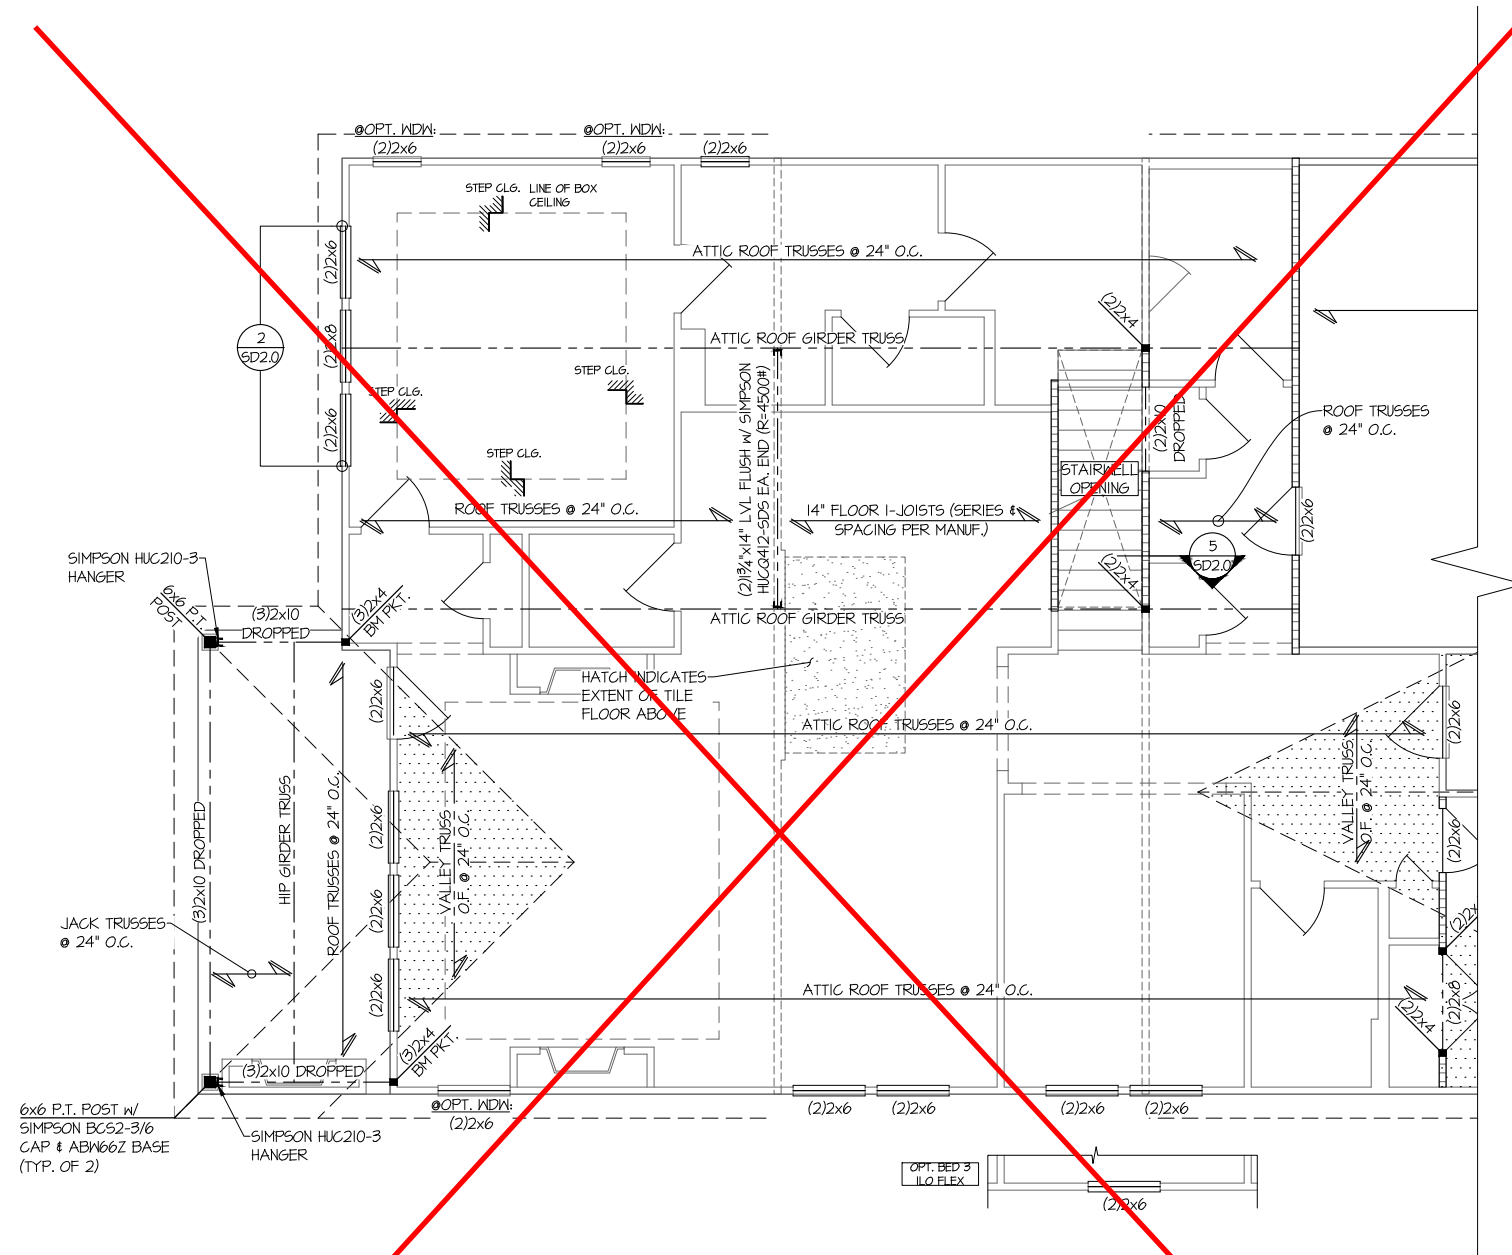 @OPT. WDW:
(2)2x6
@OPT. WDW:
(2)2x6
(2)2x6
STEP CLG.
LINE OF BOX
CEILING
(2)2x6
ATTIC ROOF TRUSSES @ 24" O.C.
(2)2x4
2
SD2.0
(2)2x8
ATTIC ROOF GIRDER TRUSS
STEP CLG.
STEP CLG.
(2)1¾"x14" LVL FLUSH W/ SIMPSON
HUCQ412-SDS EA. END (R=4500#)
(2)2x6
(2)2x10
DROPPED
ROOF TRUSSES
@ 24" O.C.
STEP CLG.
STAIRWELL
OPENING
ROOF TRUSSES @ 24" O.C.
14" FLOOR I-JOISTS (SERIES &
SPACING PER MANUF.)
(2)2x6
5
SD2.0
(2)2x4
SIMPSON HUC210-3
HANGER
6x6 P.T.
POST
(3)2x10
DROPPED
(3)2x4
BM PKT.
ATTIC ROOF GIRDER TRUSS
HATCH INDICATES
EXTENT OF TILE
FLOOR ABOVE
(2)2x6
ATTIC ROOF TRUSSES @ 24" O.C.
(2)2x6
VALLEY TRUSS
O.F. @ 24" O.C.
(3)2x10 DROPPED
HIP GIRDER TRUSS
ROOF TRUSSES @ 24" O.C.
(2)2x6
VALLEY TRUSS
O.F. @ 24" O.C.
(2)2x6
(2)2x6
JACK TRUSSES
@ 24" O.C.
(2)2x6
ATTIC ROOF TRUSSES @ 24" O.C.
(2)2x8
(2)2x4
(3)2x4
BM PKT.
(3)2x10 DROPPED
6x6 P.T. POST W/
SIMPSON BCS2-3/6
CAP & ABW66Z BASE
(TYP. OF 2)
SIMPSON HUC210-3
HANGER
@OPT. WDW:
(2)2x6
(2)2x6
(2)2x6
(2)2x6
(2)2x6
OPT. BED 3
ILO FLEX
(2)2x6